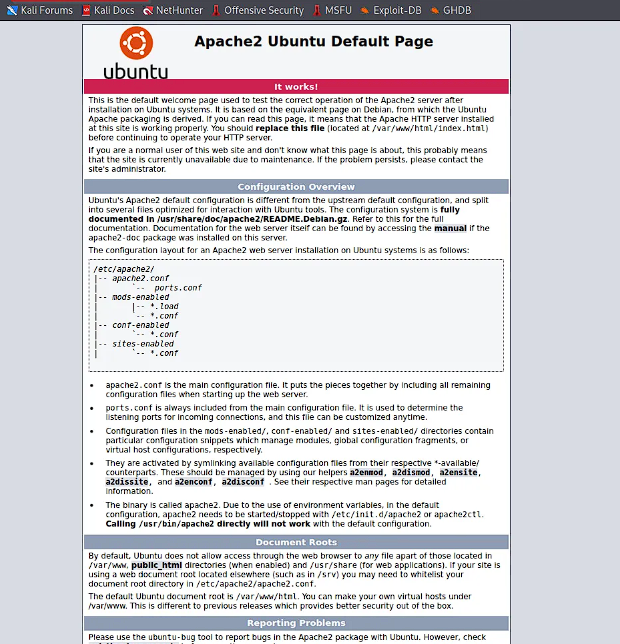 Kali Forums Kali Docs NetHunter Offensive Security MSFU Exploit-DB GHDB
Apache2 Ubuntu Default Page
ubuntu
It works!
This is the default welcome page used to test the correct operation of the Apache2 server after
installation on Ubuntu systems. It is based on the equivalent page on Debian, from which the Ubuntu
Apache packaging is derived. If you can read this page, it means that the Apache HTTP server installed
at this site is working properly. You should replace this file (located at /var/www/html/index.html)
before continuing to operate your HTTP server.
If you are a normal user of this web site and don't know what this page is about, this probably means
that the site is currently unavailable due to maintenance. If the problem persists, please contact the
site's administrator.
Configuration Overview
Ubuntu's Apache2 default configuration is different from the upstream default configuration, and split
into several files optimized for interaction with Ubuntu tools. The configuration system is fully
documented in /usr/share/doc/apache2/README.Debian.gz. Refer to this for the full
documentation. Documentation for the web server itself can be found by accessing the manual if the
apache2-doc package was installed on this server.
The configuration layout for an Apache2 web server installation on Ubuntu systems is as follows:
/etc/apache2/
|-- apache2.conf
|       `--  ports.conf
|-- mods-enabled
|       |-- *.load
|       `-- *.conf
|-- conf-enabled
|       `-- *.conf
|-- sites-enabled
|       `-- *.conf
• apache2.conf is the main configuration file. It puts the pieces together by including all remaining
configuration files when starting up the web server.
• ports.conf is always included from the main configuration file. It is used to determine the
listening ports for incoming connections, and this file can be customized anytime.
• Configuration files in the mods-enabled/, conf-enabled/ and sites-enabled/ directories contain
particular configuration snippets which manage modules, global configuration fragments, or
virtual host configurations, respectively.
• They are activated by symlinking available configuration files from their respective *-available/
counterparts. These should be managed by using our helpers a2enmod, a2dismod, a2ensite,
a2dissite, and a2enconf, a2disconf . See their respective man pages for detailed
information.
• The binary is called apache2. Due to the use of environment variables, in the default
configuration, apache2 needs to be started/stopped with /etc/init.d/apache2 or apache2ctl.
Calling /usr/bin/apache2 directly will not work with the default configuration.
Document Roots
By default, Ubuntu does not allow access through the web browser to any file apart of those located in
/var/www, public_html directories (when enabled) and /usr/share (for web applications). If your site is
using a web document root located elsewhere (such as in /srv) you may need to whitelist your
document root directory in /etc/apache2/apache2.conf.
The default Ubuntu document root is /var/www/html. You can make your own virtual hosts under
/var/www. This is different to previous releases which provides better security out of the box.
Reporting Problems
Please use the ubuntu-bug tool to report bugs in the Apache2 package with Ubuntu. However, check